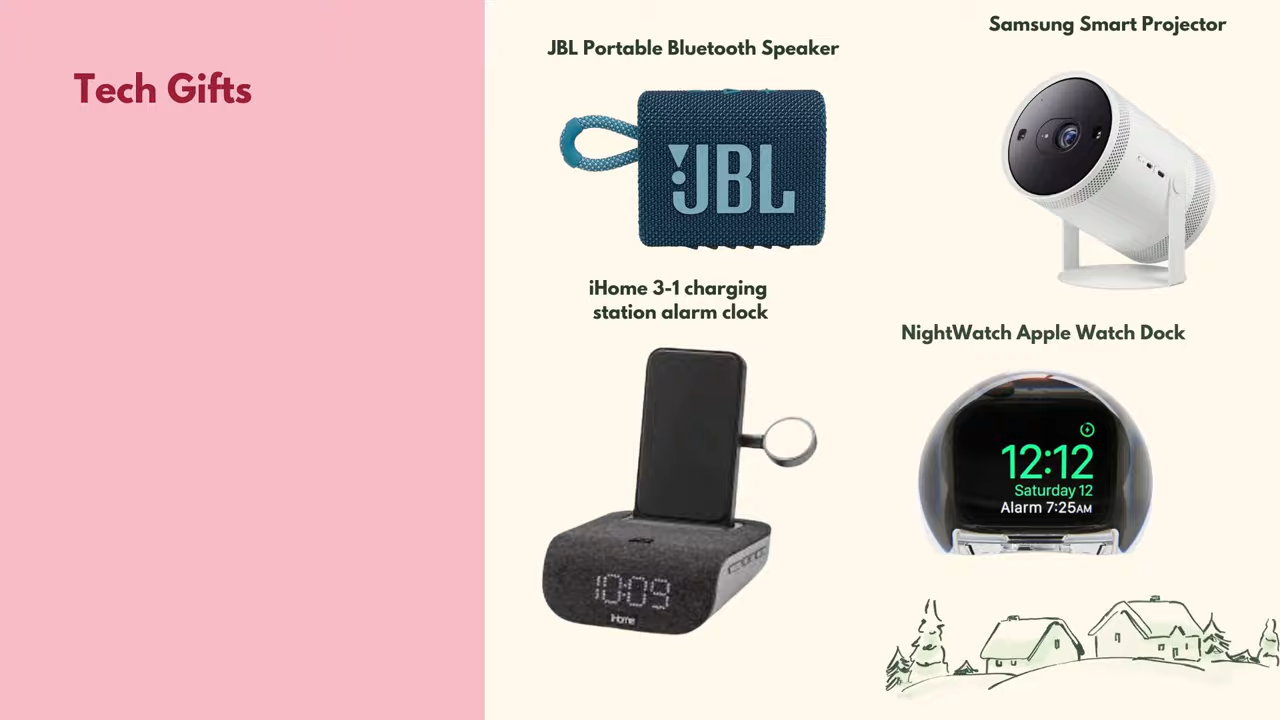 Tech Gifts
JBL Portable Bluetooth Speaker
JBL
Samsung Smart Projector
iHome 3-1 charging
station alarm clock
10:09
iHome
NightWatch Apple Watch Dock
12:12
Saturday 12
Alarm 7:25AM